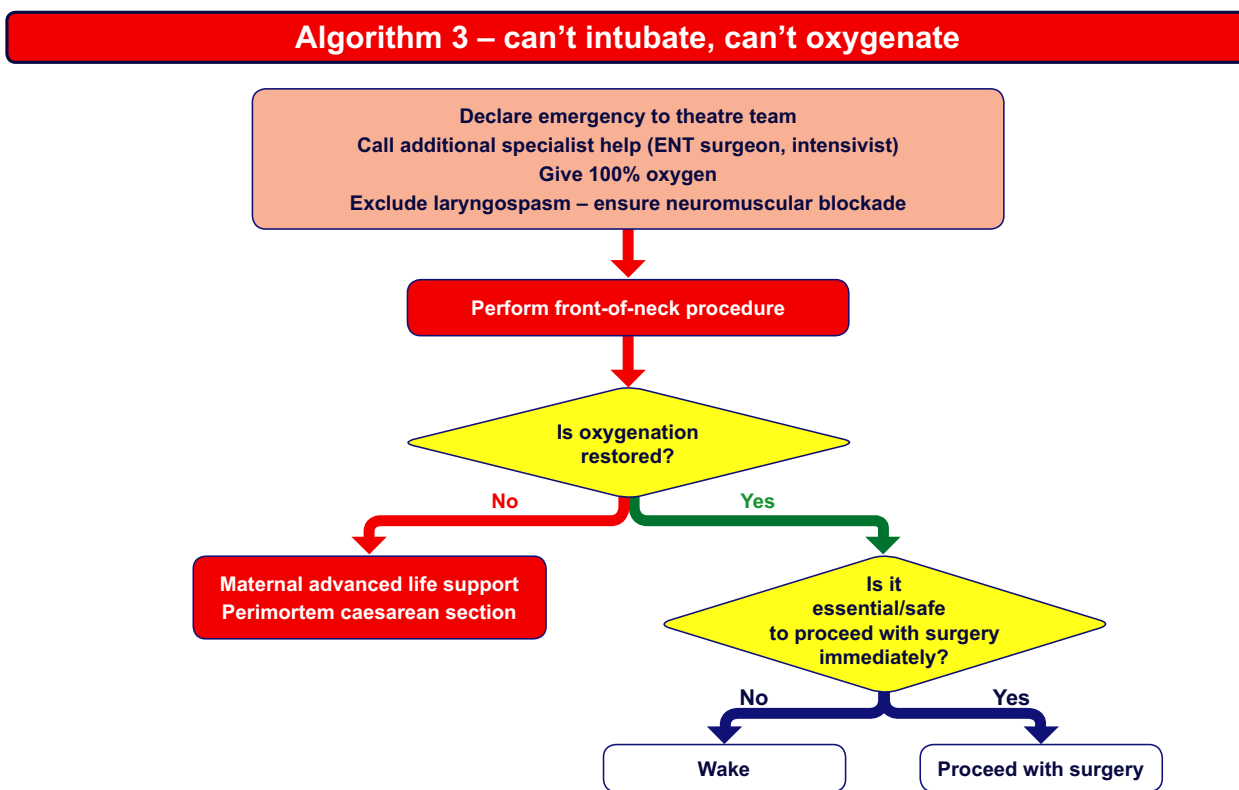 Algorithm 3 – can't intubate, can't oxygenate
Declare emergency to theatre team
Call additional specialist help (ENT surgeon, intensivist)
Give 100% oxygen
Exclude laryngospasm – ensure neuromuscular blockade
Perform front-of-neck procedure
Is oxygenation
restored?
No
Yes
Maternal advanced life support
Perimortem caesarean section
Is it
essential/safe
to proceed with surgery
immediately?
No
Yes
Wake
Proceed with surgery